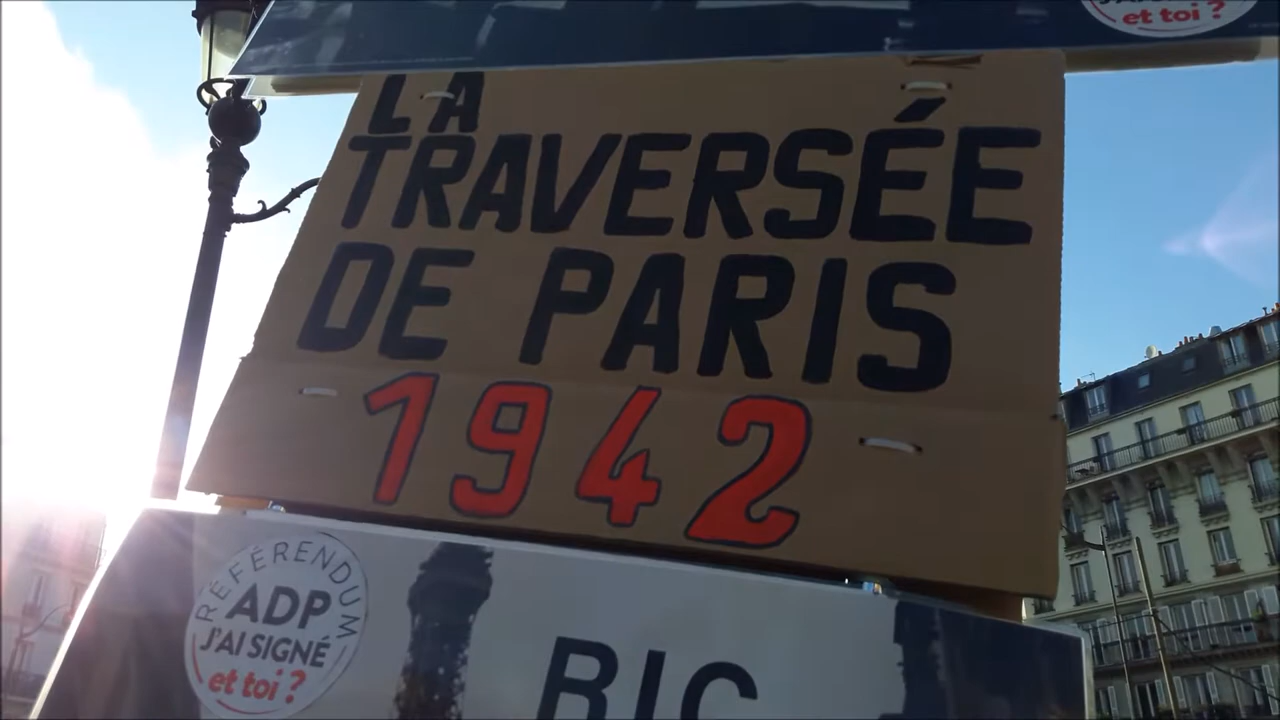 et toi ?
LA
TRAVERSÉE
DE PARIS
1942
RÉFÉRENDUM
ADP
J'AI SIGNÉ
et toi ?
RIC